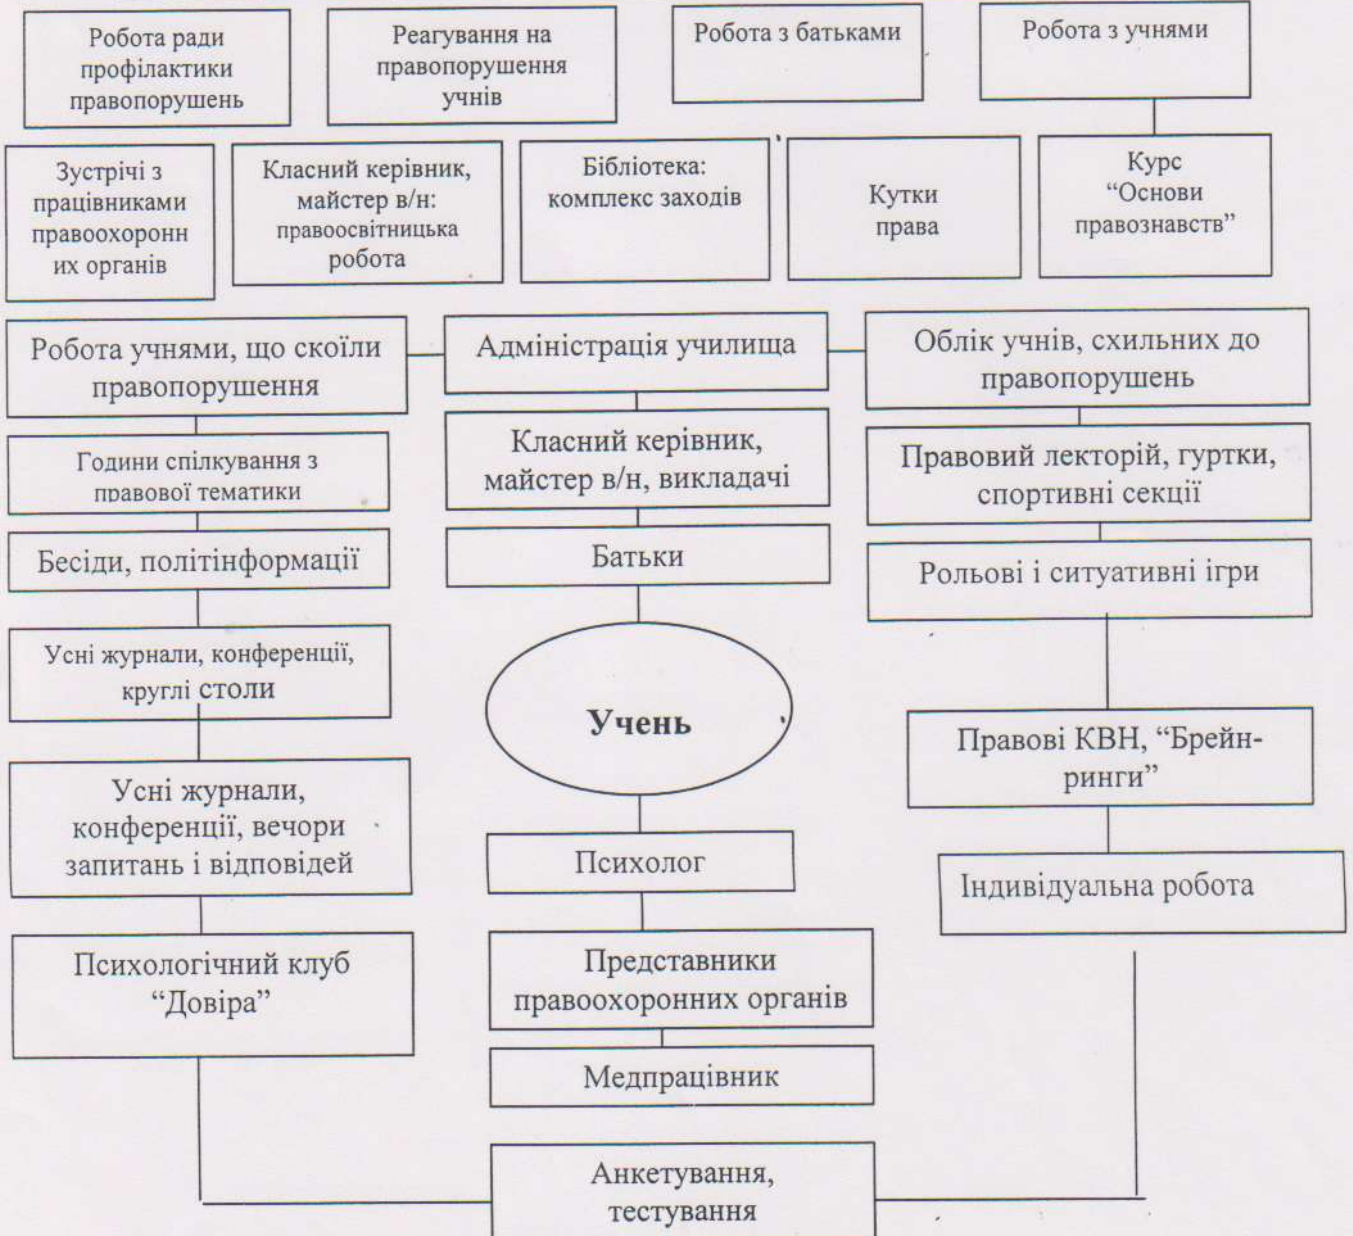 Робота ради
профілактики
правопорушень
Реагування на
правопорушення
учнів
Робота з батьками
Робота з учнями
Зустрічі з
працівниками
правоохоронн
их органів
Класний керівник,
майстер в/н:
правоосвітницька
робота
Бібліотека:
комплекс заходів
Кутки
права
Курс
“Основи
правознавств”
Робота учнями, що скоїли
правопорушення
Адміністрація училища
Облік учнів, схильних до
правопорушень
Години спілкування з
правової тематики
Класний керівник,
майстер в/н, викладачі
Правовий лекторій, гуртки,
спортивні секції
Бесіди, політінформації
Батьки
Рольові і ситуативні ігри
Усні журнали, конференції,
круглі столи
Учень
Правові КВН, “Брейн-
ринги”
Усні журнали,
конференції, вечори
запитань і відповідей
Психолог
Індивідуальна робота
Психологічний клуб
“Довіра”
Представники
правоохоронних органів
Медпрацівник
Анкетування,
тестування